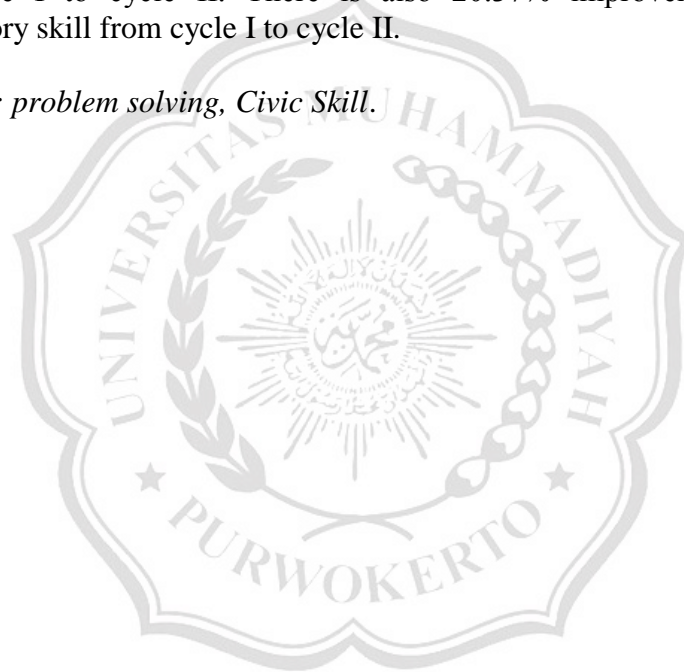 I to cycle II. There is also
ory skill from cycle I to cycle II.
: problem solving, Civic Skill.
UNIVERSITAS MUHAMMADIYAH
PURWOKERTO